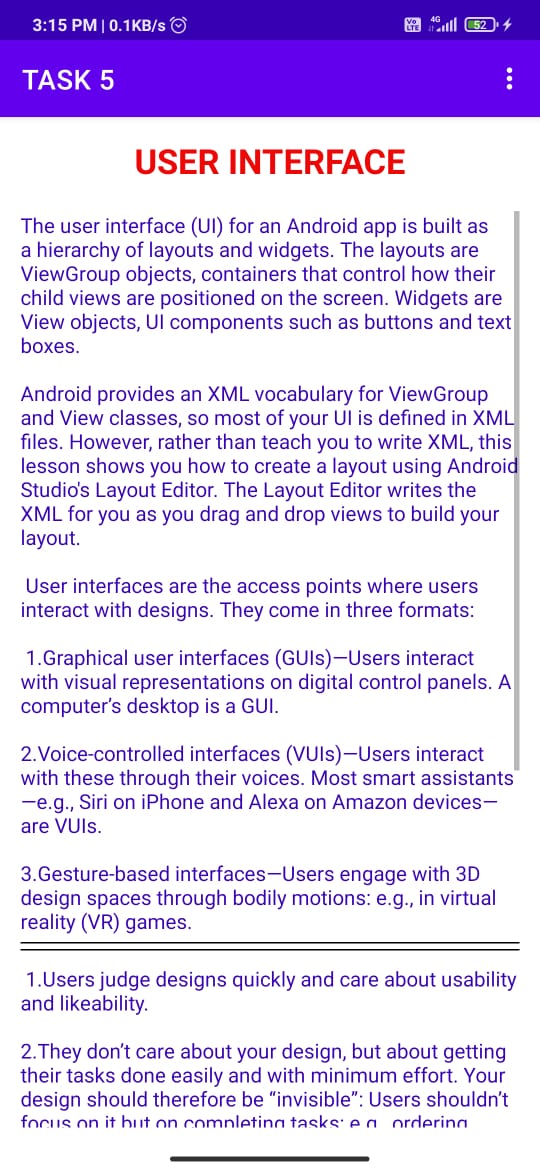 3:15 PM | 0.1KB/s
Vo LTE 4G 52
TASK 5
USER INTERFACE
The user interface (UI) for an Android app is built as
a hierarchy of layouts and widgets. The layouts are
ViewGroup objects, containers that control how their
child views are positioned on the screen. Widgets are
View objects, UI components such as buttons and text
boxes.
Android provides an XML vocabulary for ViewGroup
and View classes, so most of your UI is defined in XML
files. However, rather than teach you to write XML, this
lesson shows you how to create a layout using Android
Studio's Layout Editor. The Layout Editor writes the
XML for you as you drag and drop views to build your
layout.
User interfaces are the access points where users
interact with designs. They come in three formats:
1.Graphical user interfaces (GUIs)—Users interact
with visual representations on digital control panels. A
computer’s desktop is a GUI.
2.Voice-controlled interfaces (VUIs)—Users interact
with these through their voices. Most smart assistants
—e.g., Siri on iPhone and Alexa on Amazon devices—
are VUIs.
3.Gesture-based interfaces—Users engage with 3D
design spaces through bodily motions: e.g., in virtual
reality (VR) games.
1.Users judge designs quickly and care about usability
and likeability.
2.They don’t care about your design, but about getting
their tasks done easily and with minimum effort. Your
design should therefore be “invisible”: Users shouldn’t
focus on it but on completing tasks: e.g., ordering